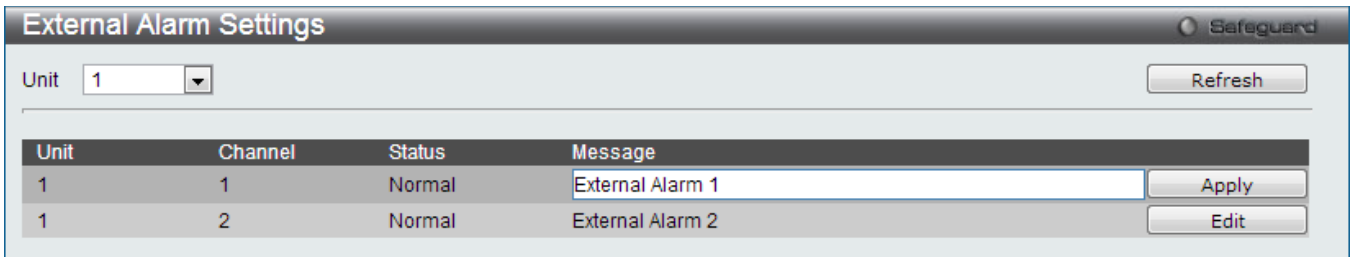 External Alarm Settings Safeguard
Unit 1 Refresh
Unit Channel Status Message
1 1 Normal External Alarm 1 Apply
1 2 Normal External Alarm 2 Edit